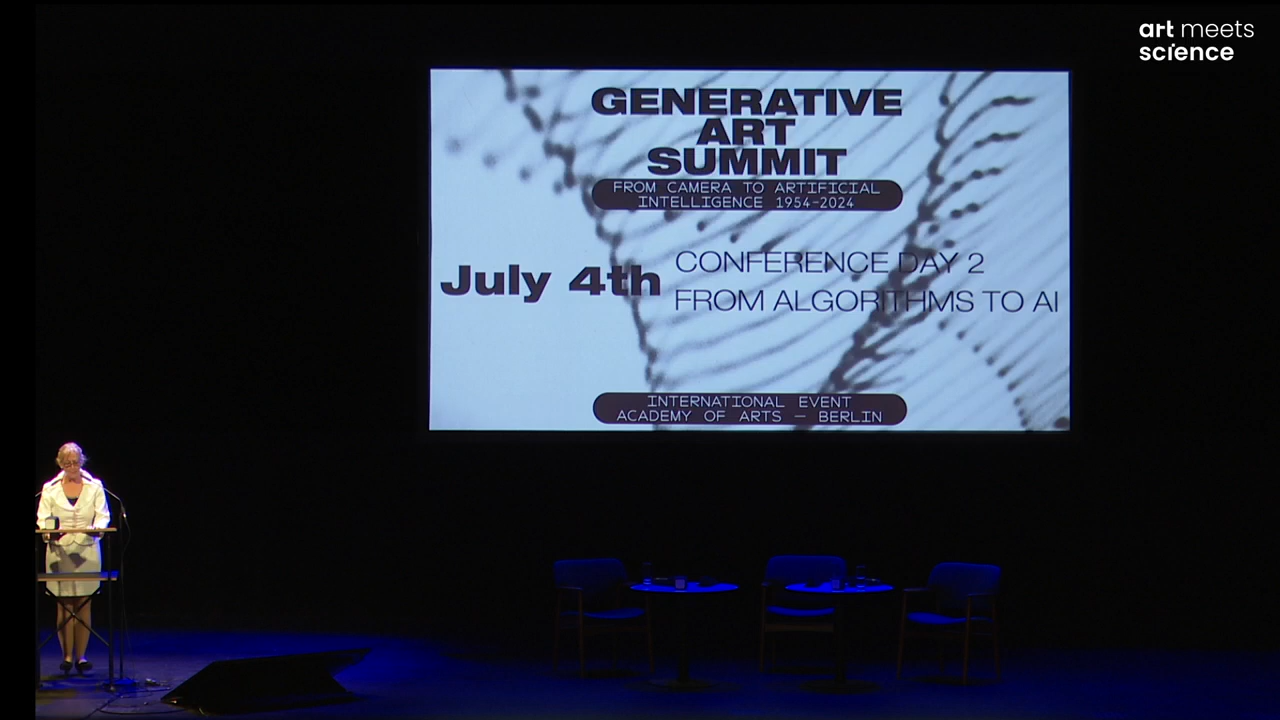 art meets
science
GENERATIVE
ART
SUMMIT
FROM CAMERA TO ARTIFICIAL
INTELLIGENCE 1954-2024
July 4th
CONFERENCE DAY 2
FROM ALGORITHMS TO AI
INTERNATIONAL EVENT
ACADEMY OF ARTS — BERLIN